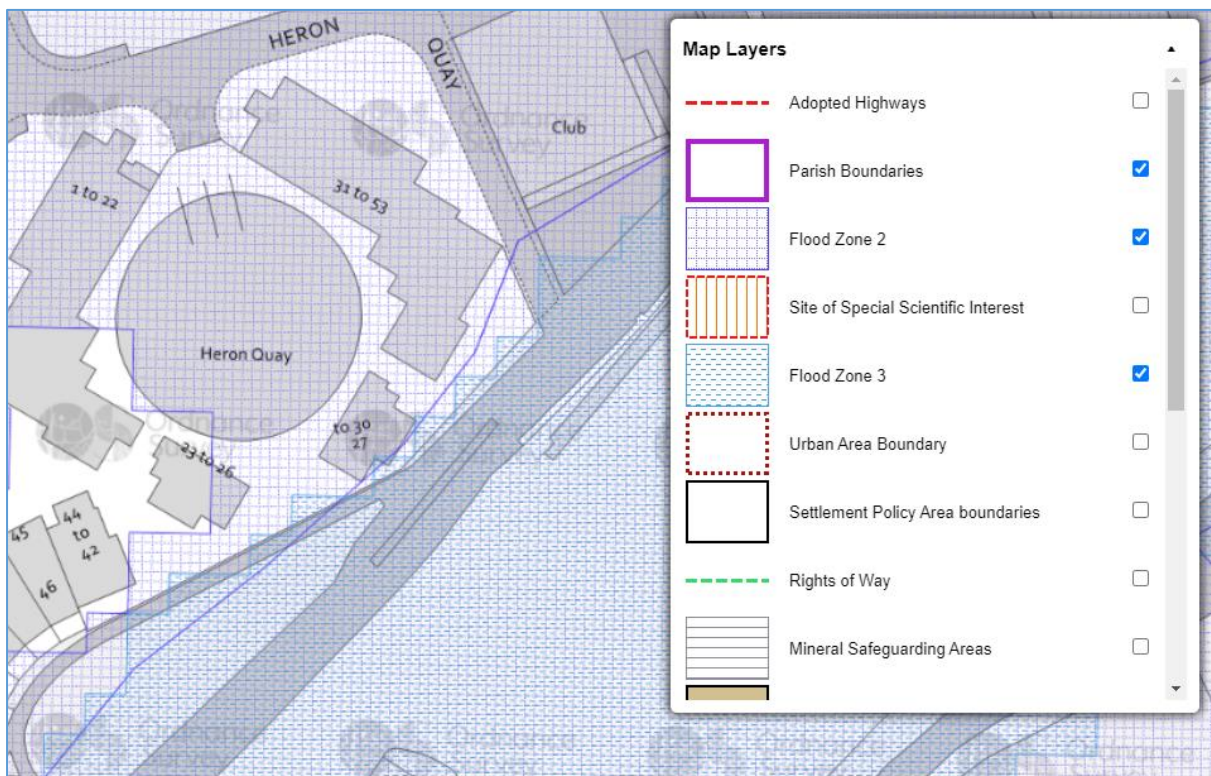 HERON
QUAY
Club
1 to 22
31 to 53
Heron Quay
to 30
27
23 to 26
44
to
42
45
46
Map Layers
Adopted Highways
Parish Boundaries
Flood Zone 2
Site of Special Scientific Interest
Flood Zone 3
Urban Area Boundary
Settlement Policy Area boundaries
Rights of Way
Mineral Safeguarding Areas